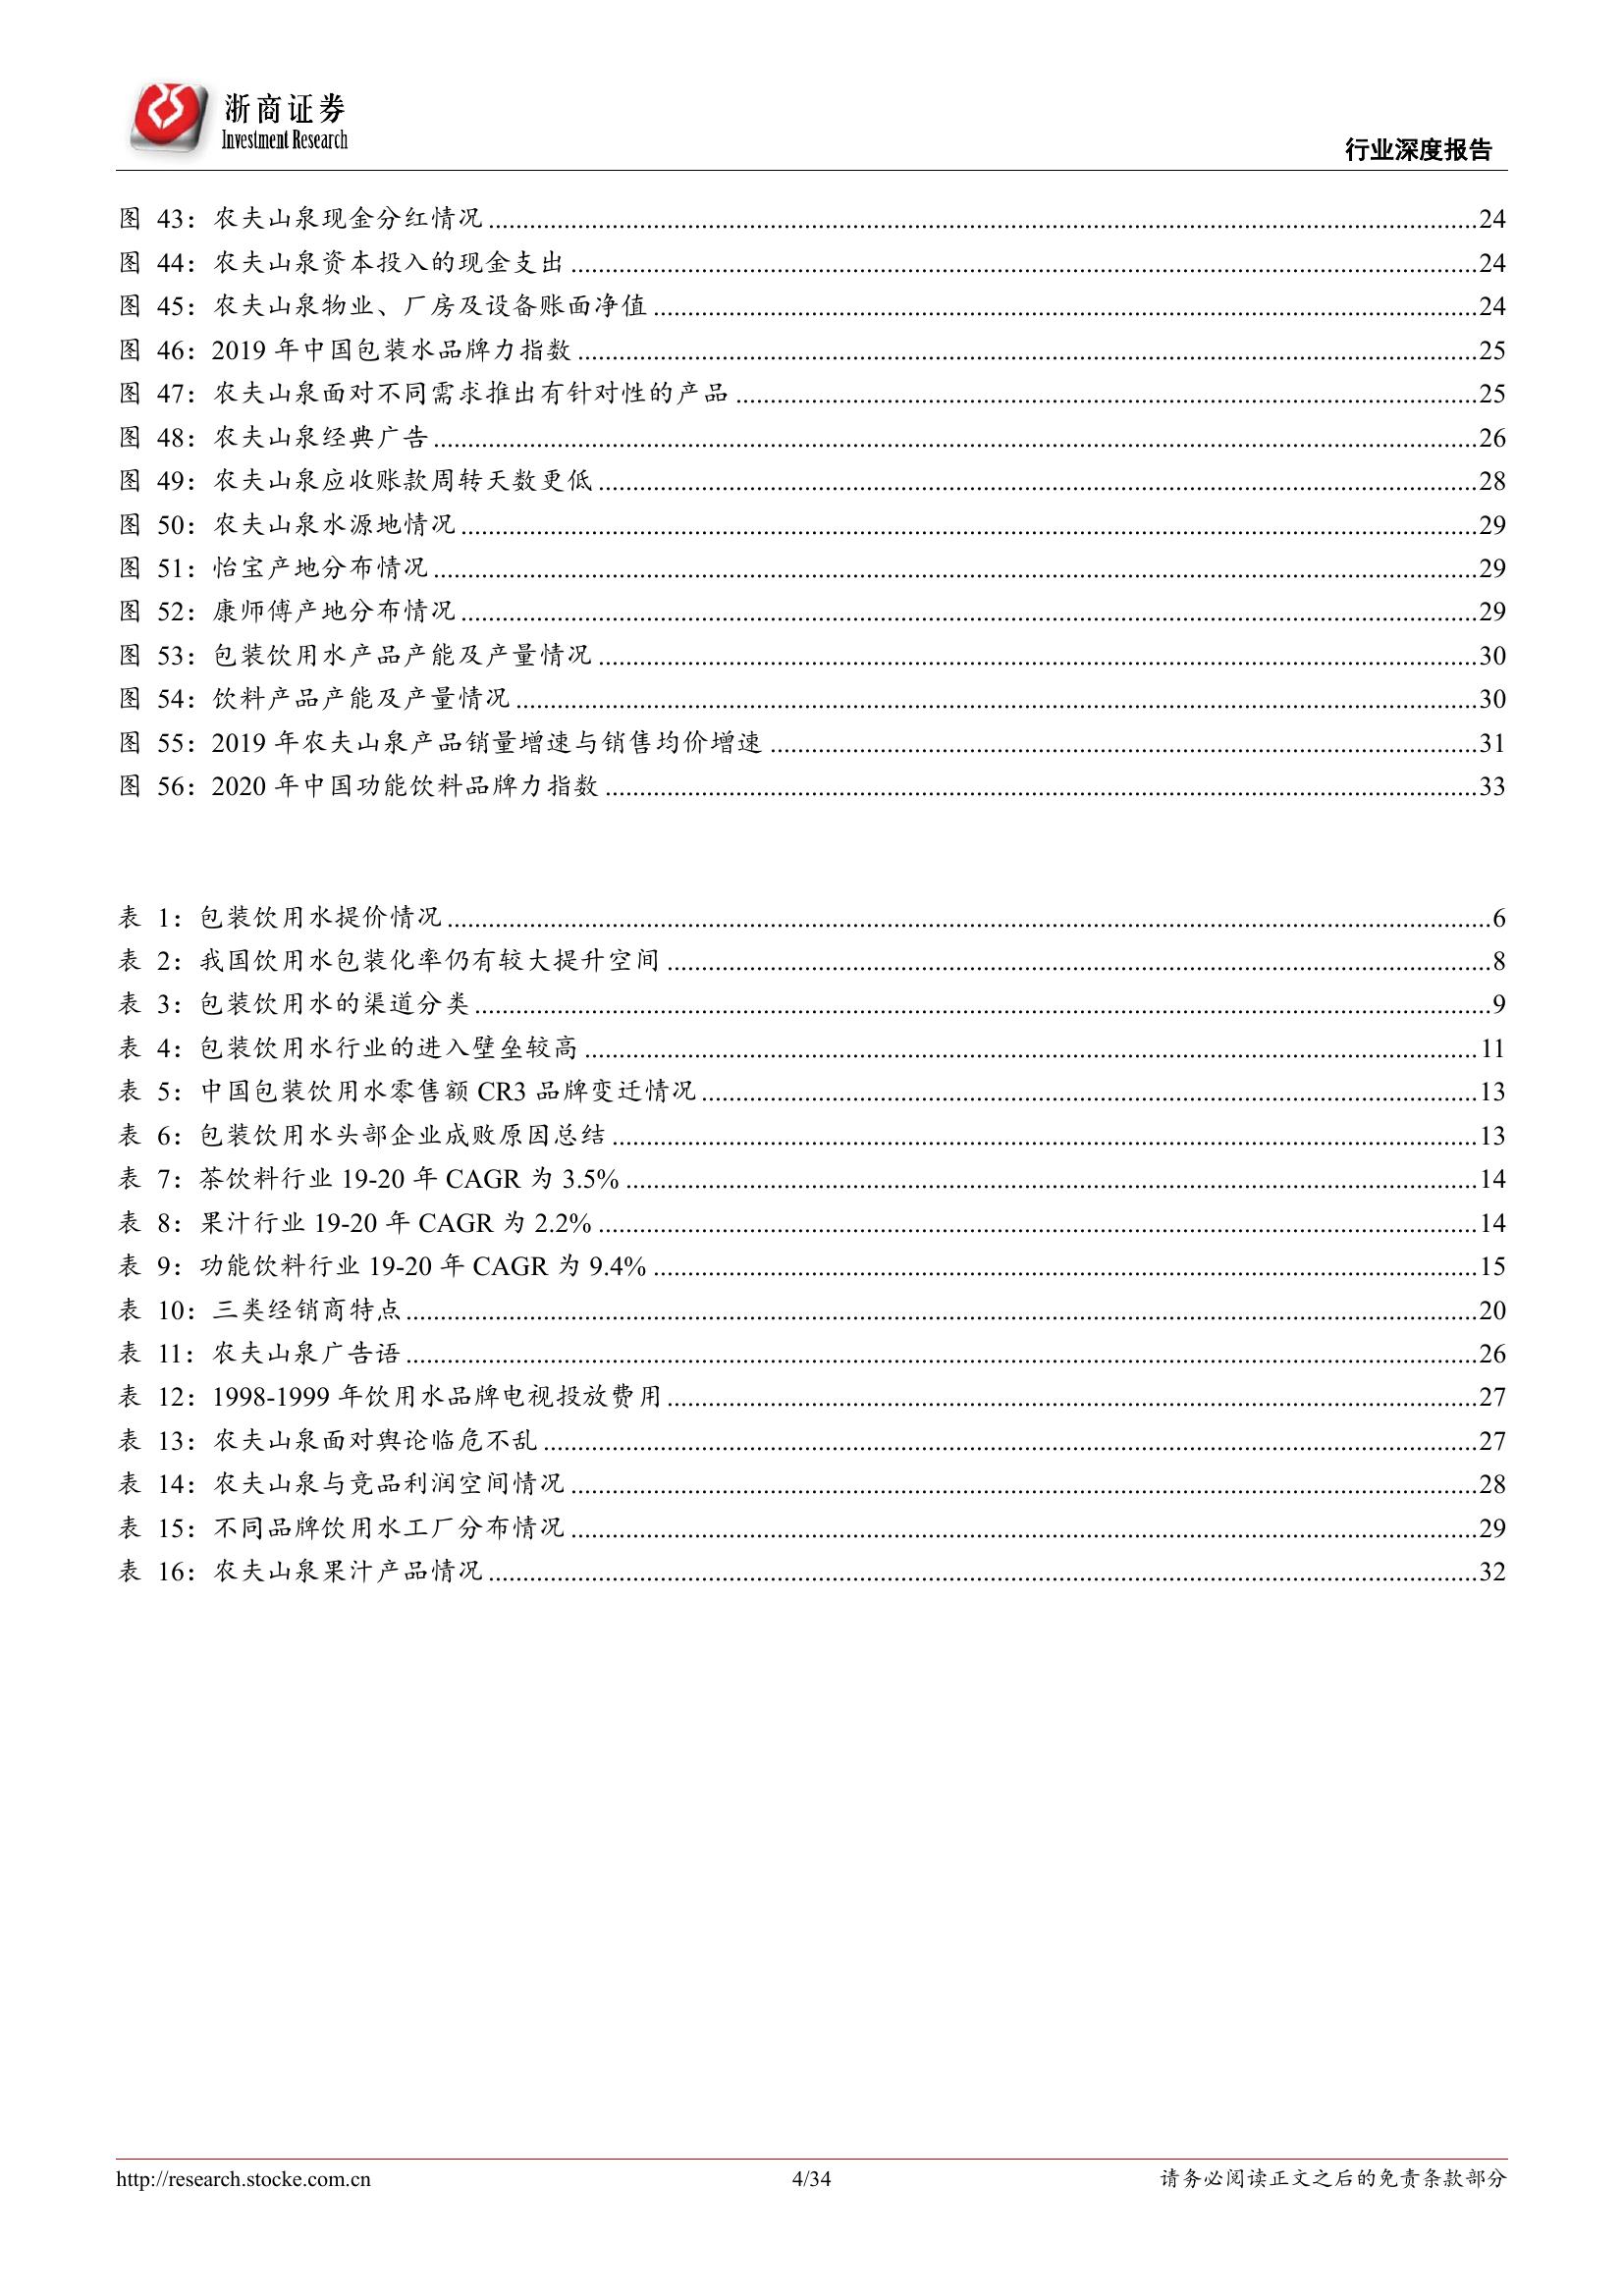 浙商证券
Investment Research
行业深度报告
图 43：农夫山泉现金分红情况........................................24
图 44：农夫山泉资本投入的现金支出........................................24
图 45：农夫山泉物业、厂房及设备账面净值........................................24
图 46：2019 年中国包装水品牌力指数........................................25
图 47：农夫山泉面对不同需求推出有针对性的产品........................................25
图 48：农夫山泉经典广告........................................26
图 49：农夫山泉应收账款周转天数更低........................................28
图 50：农夫山泉水源地情况........................................29
图 51：怡宝产地分布情况........................................29
图 52：康师傅产地分布情况........................................29
图 53：包装饮用水产品产能及产量情况........................................30
图 54：饮料产品产能及产量情况........................................30
图 55：2019 年农夫山泉产品销量增速与销售均价增速........................................31
图 56：2020 年中国功能饮料品牌力指数........................................33
表 1：包装饮用水提价情况........................................6
表 2：我国饮用水包装化率仍有较大提升空间........................................8
表 3：包装饮用水的渠道分类........................................9
表 4：包装饮用水行业的进入壁垒较高........................................11
表 5：中国包装饮用水零售额 CR3 品牌变迁情况........................................13
表 6：包装饮用水头部企业成败原因总结........................................13
表 7：茶饮料行业 19-20 年 CAGR 为 3.5%........................................14
表 8：果汁行业 19-20 年 CAGR 为 2.2%........................................14
表 9：功能饮料行业 19-20 年 CAGR 为 9.4%........................................15
表 10：三类经销商特点........................................20
表 11：农夫山泉广告语........................................26
表 12：1998-1999 年饮用水品牌电视投放费用........................................27
表 13：农夫山泉面对舆论临危不乱........................................27
表 14：农夫山泉与竞品利润空间情况........................................28
表 15：不同品牌饮用水工厂分布情况........................................29
表 16：农夫山泉果汁产品情况........................................32
http://research.stocke.com.cn
4/34
请务必阅读正文之后的免责条款部分